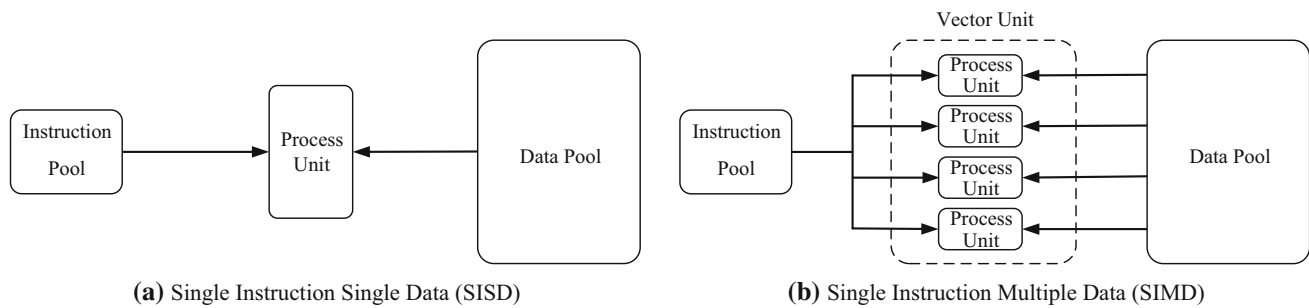 Instruction
Pool
Process
Unit
Data Pool
(a) Single Instruction Single Data (SISD)
Vector Unit
Instruction
Pool
Process
Unit
Process
Unit
Process
Unit
Process
Unit
Data Pool
(b) Single Instruction Multiple Data (SIMD)